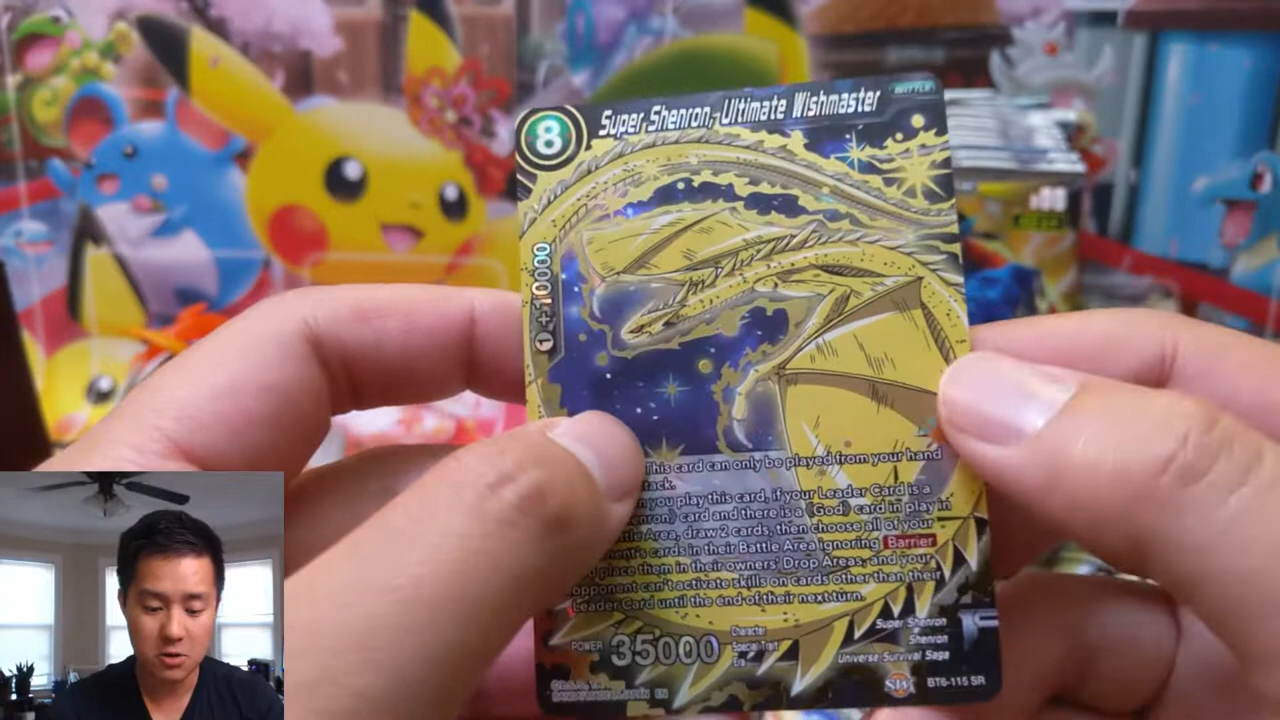 BATTLE
8
Super Shenron, Ultimate Wishmaster
1 +10000
This card can only be played from your hand
tack.
n you play this card, if your Leader Card is a
enron》 card and there is a 《God》 card in play in
ttle Area, draw 2 cards, then choose all of your
nent's cards in their Battle Area ignoring Barrier
place them in their owners' Drop Areas, and your
opponent can't activate skills on cards other than their
Leader Card until the end of their next turn.
POWER 35000
Character Super Shenron
Special Trait Shenron
Era Universe Survival Saga
EN
BT6-115 SR